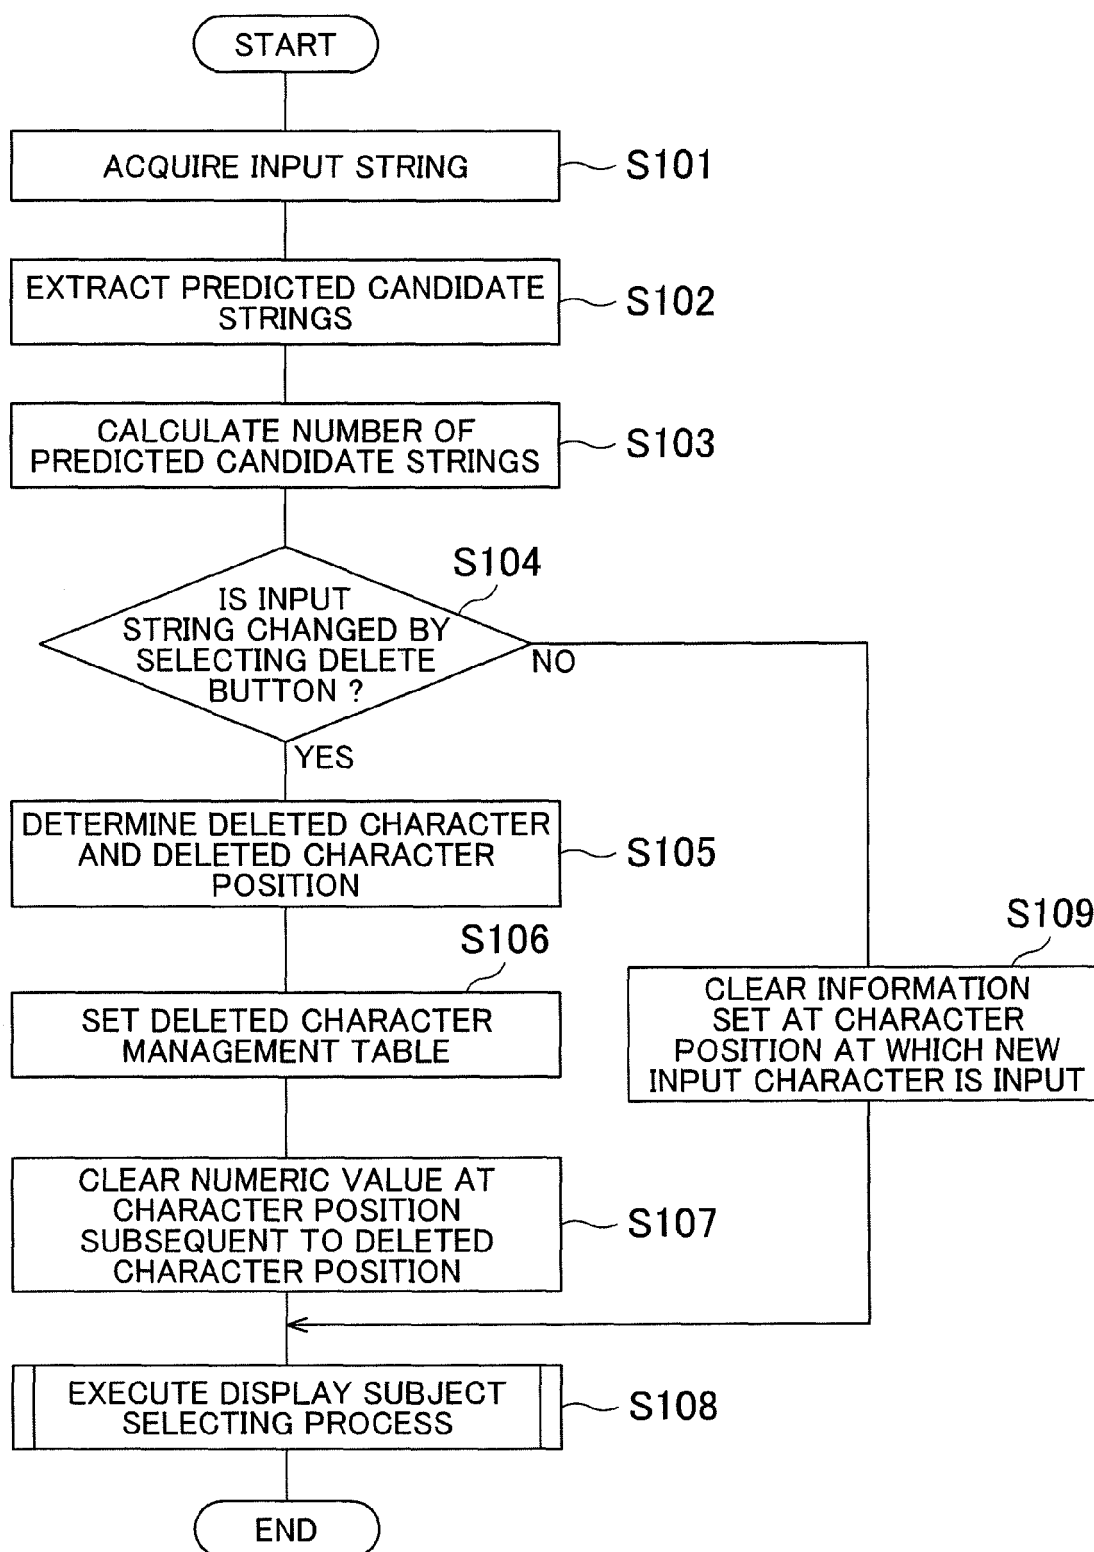 START
ACQUIRE INPUT STRING
S101
EXTRACT PREDICTED CANDIDATE
STRINGS
S102
CALCULATE NUMBER OF
PREDICTED CANDIDATE STRINGS
S103
S104
IS INPUT
STRING CHANGED BY
SELECTING DELETE
BUTTON ?
NO
YES
DETERMINE DELETED CHARACTER
AND DELETED CHARACTER
POSITION
S105
S106
SET DELETED CHARACTER
MANAGEMENT TABLE
S109
CLEAR INFORMATION
SET AT CHARACTER
POSITION AT WHICH NEW
INPUT CHARACTER IS INPUT
CLEAR NUMERIC VALUE AT
CHARACTER POSITION
SUBSEQUENT TO DELETED
CHARACTER POSITION
S107
EXECUTE DISPLAY SUBJECT
SELECTING PROCESS
S108
END